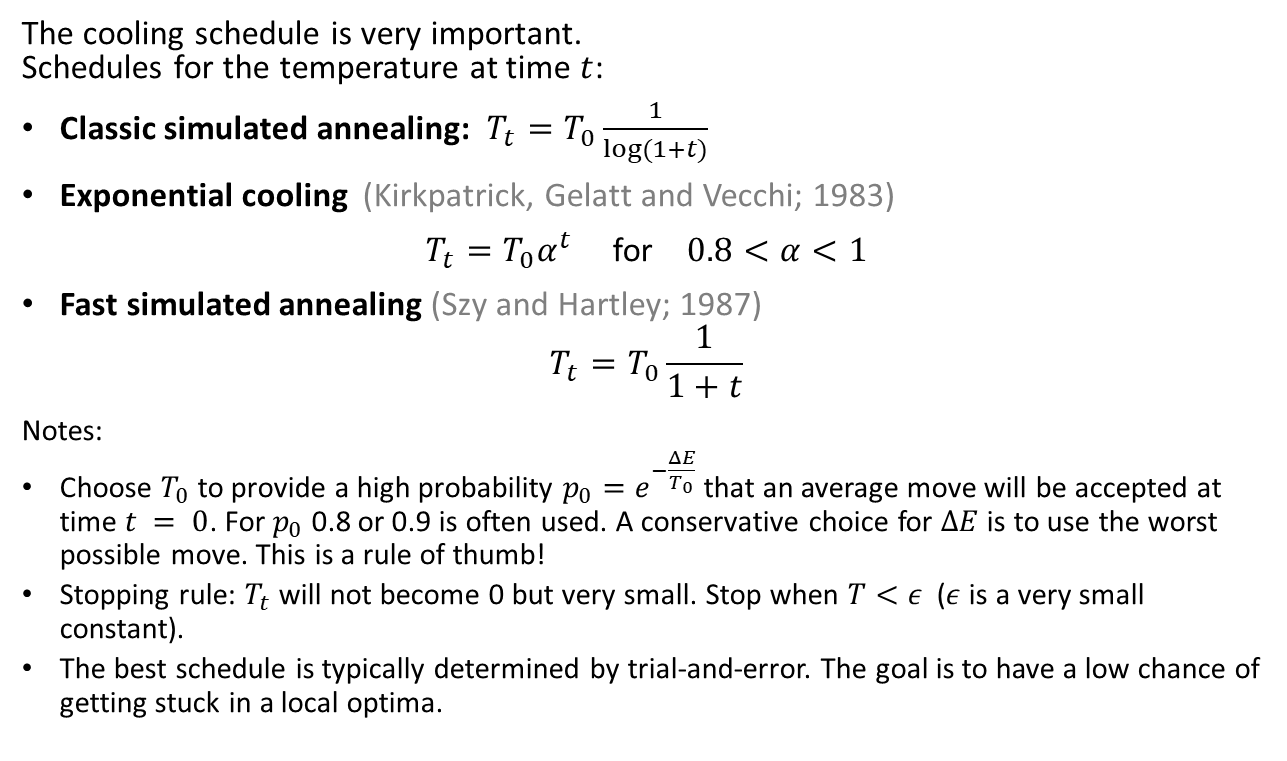 The cooling schedule is very important.
Schedules for the temperature at time t:
• Classic simulated annealing: T_t = T_0 1/log(1+t)
• Exponential cooling (Kirkpatrick, Gelatt and Vecchi; 1983)
T_t = T_0 α^t for 0.8 < α < 1
• Fast simulated annealing (Szy and Hartley; 1987)
T_t = T_0 1/(1 + t)
Notes:
• Choose T_0 to provide a high probability p_0 = e^(−ΔE/T_0) that an average move will be accepted at
time t = 0. For p_0 0.8 or 0.9 is often used. A conservative choice for ΔE is to use the worst
possible move. This is a rule of thumb!
• Stopping rule: T_t will not become 0 but very small. Stop when T < ϵ (ϵ is a very small
constant).
• The best schedule is typically determined by trial-and-error. The goal is to have a low chance of
getting stuck in a local optima.